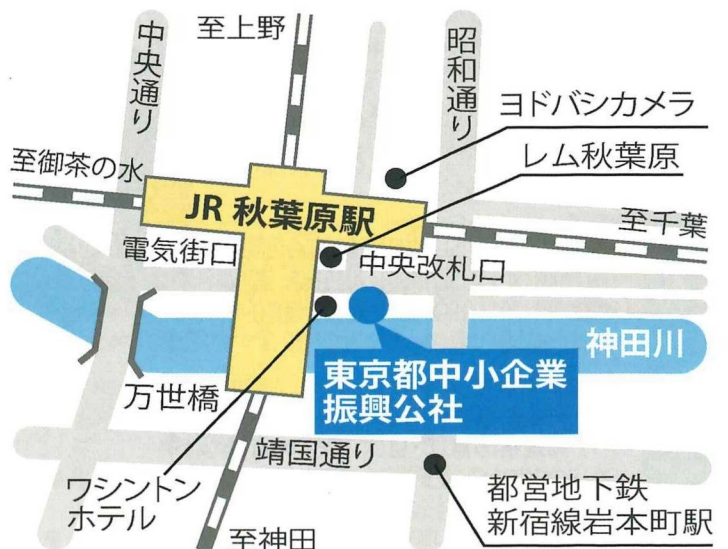 至上野
中央通り
昭和通り
ヨドバシカメラ
レム秋葉原
至御茶の水
JR 秋葉原駅
至千葉
電気街口
中央改札口
神田川
東京都中小企業
振興公社
万世橋
靖国通り
ワシントン
ホテル
都営地下鉄
新宿線岩本町駅
至神田